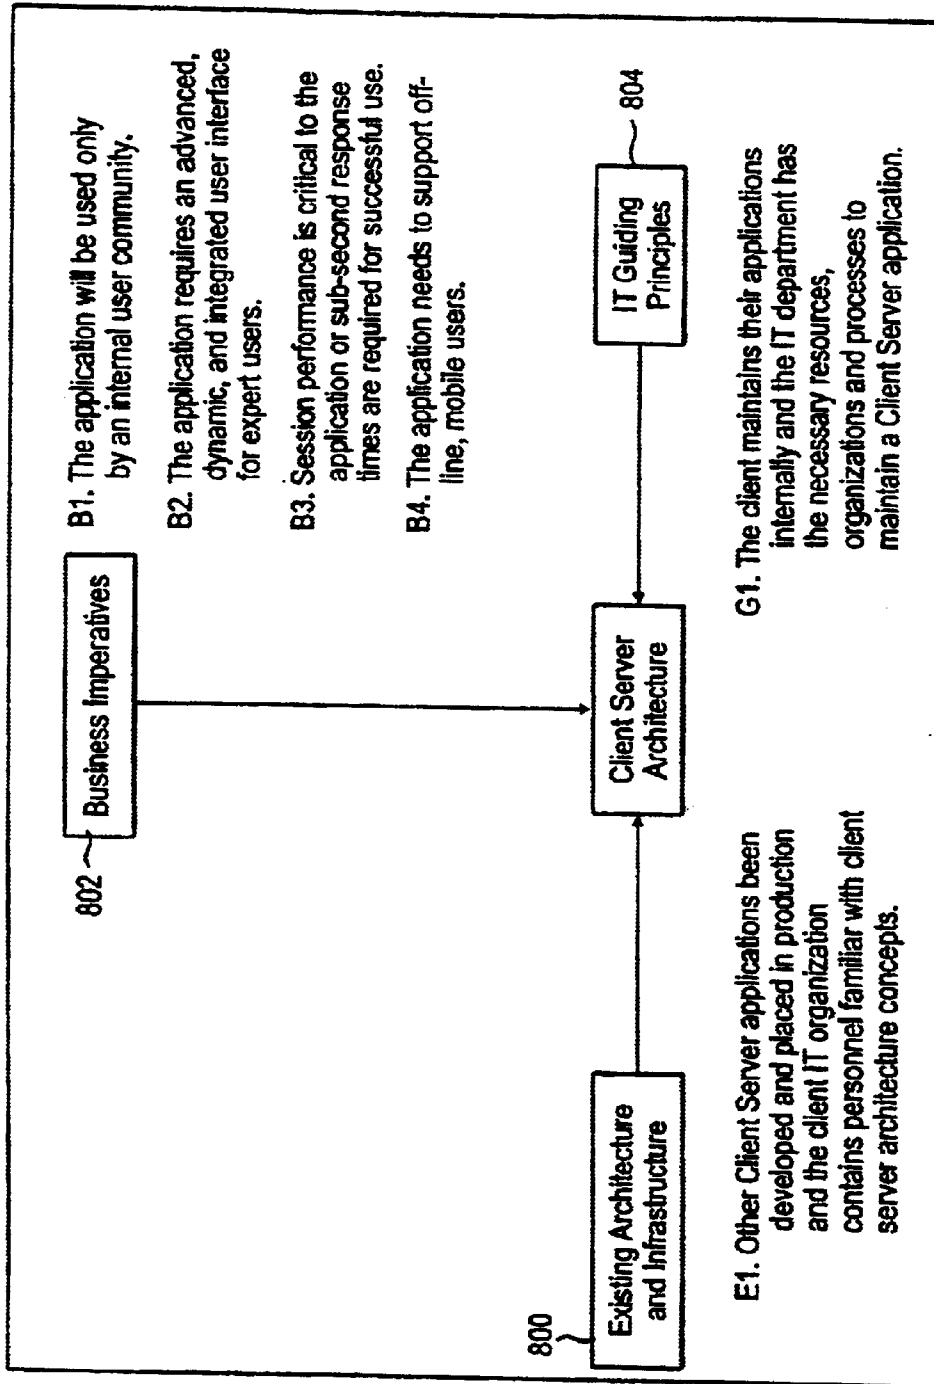 802
Business Imperatives
B1. The application will be used only
by an internal user community.
B2. The application requires an advanced,
dynamic, and integrated user interface
for expert users.
B3. Session performance is critical to the
application or sub-second response
times are required for successful use.
B4. The application needs to support off-
line, mobile users.
800
Existing Architecture
and Infrastructure
Client Server
Architecture
IT Guiding
Principles
804
E1. Other Client Server applications been
developed and placed in production
and the client IT organization
contains personnel familiar with client
server architecture concepts.
G1. The client maintains their applications
internally and the IT department has
the necessary resources,
organizations and processes to
maintain a Client Server application.